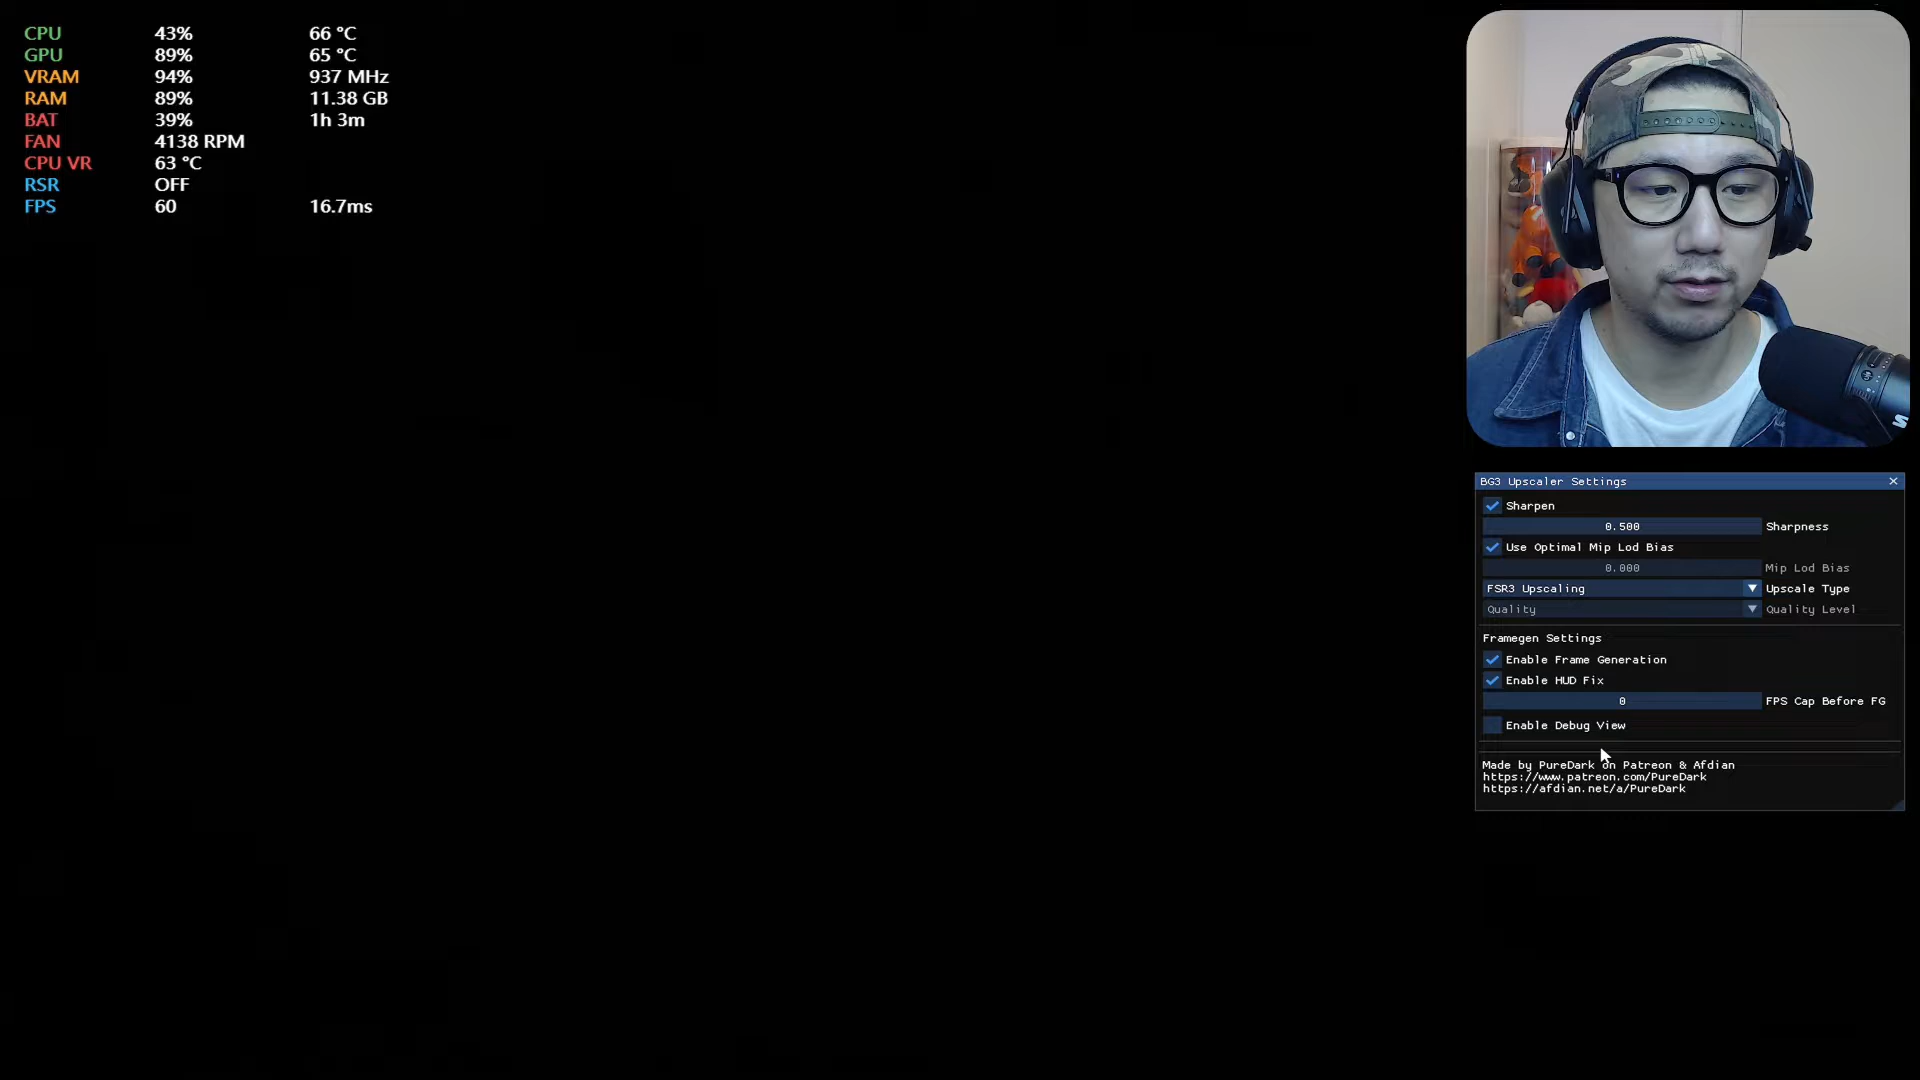 CPU 43% 66 °C
GPU 89% 65 °C
VRAM 94% 937 MHz
RAM 89% 11.38 GB
BAT 39% 1h 3m
FAN 4138 RPM
CPU VR 63 °C
RSR OFF
FPS 60 16.7ms
BG3 Upscaler Settings
Sharpen
0.500 Sharpness
Use Optimal Mip Lod Bias
0.000 Mip Lod Bias
FSR3 Upscaling Upscale Type
Quality Quality Level
Framegen Settings
Enable Frame Generation
Enable HUD Fix
0 FPS Cap Before FG
Enable Debug View
Made by PureDark on Patreon & Afdian
https://www.patreon.com/PureDark
https://afdian.net/a/PureDark